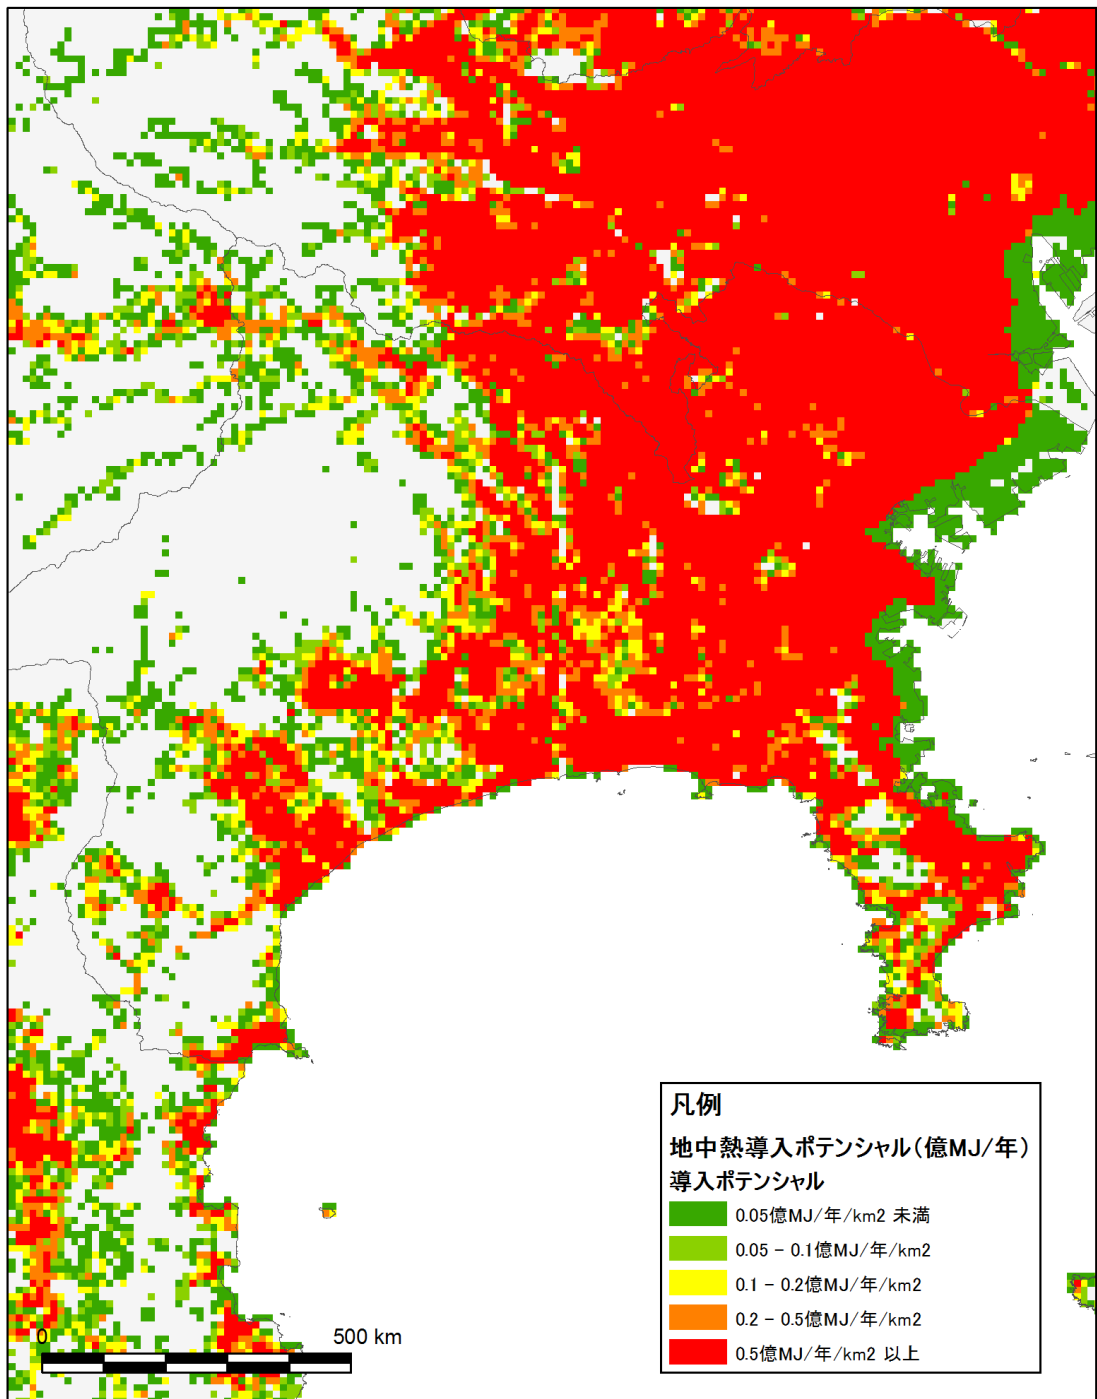 凡例
地中熱導入ポテンシャル(億MJ/年)
導入ポテンシャル
0.05億MJ/年/km2 未満
0.05 - 0.1億MJ/年/km2
0.1 - 0.2億MJ/年/km2
0.2 - 0.5億MJ/年/km2
0.5億MJ/年/km2 以上
0 500 km